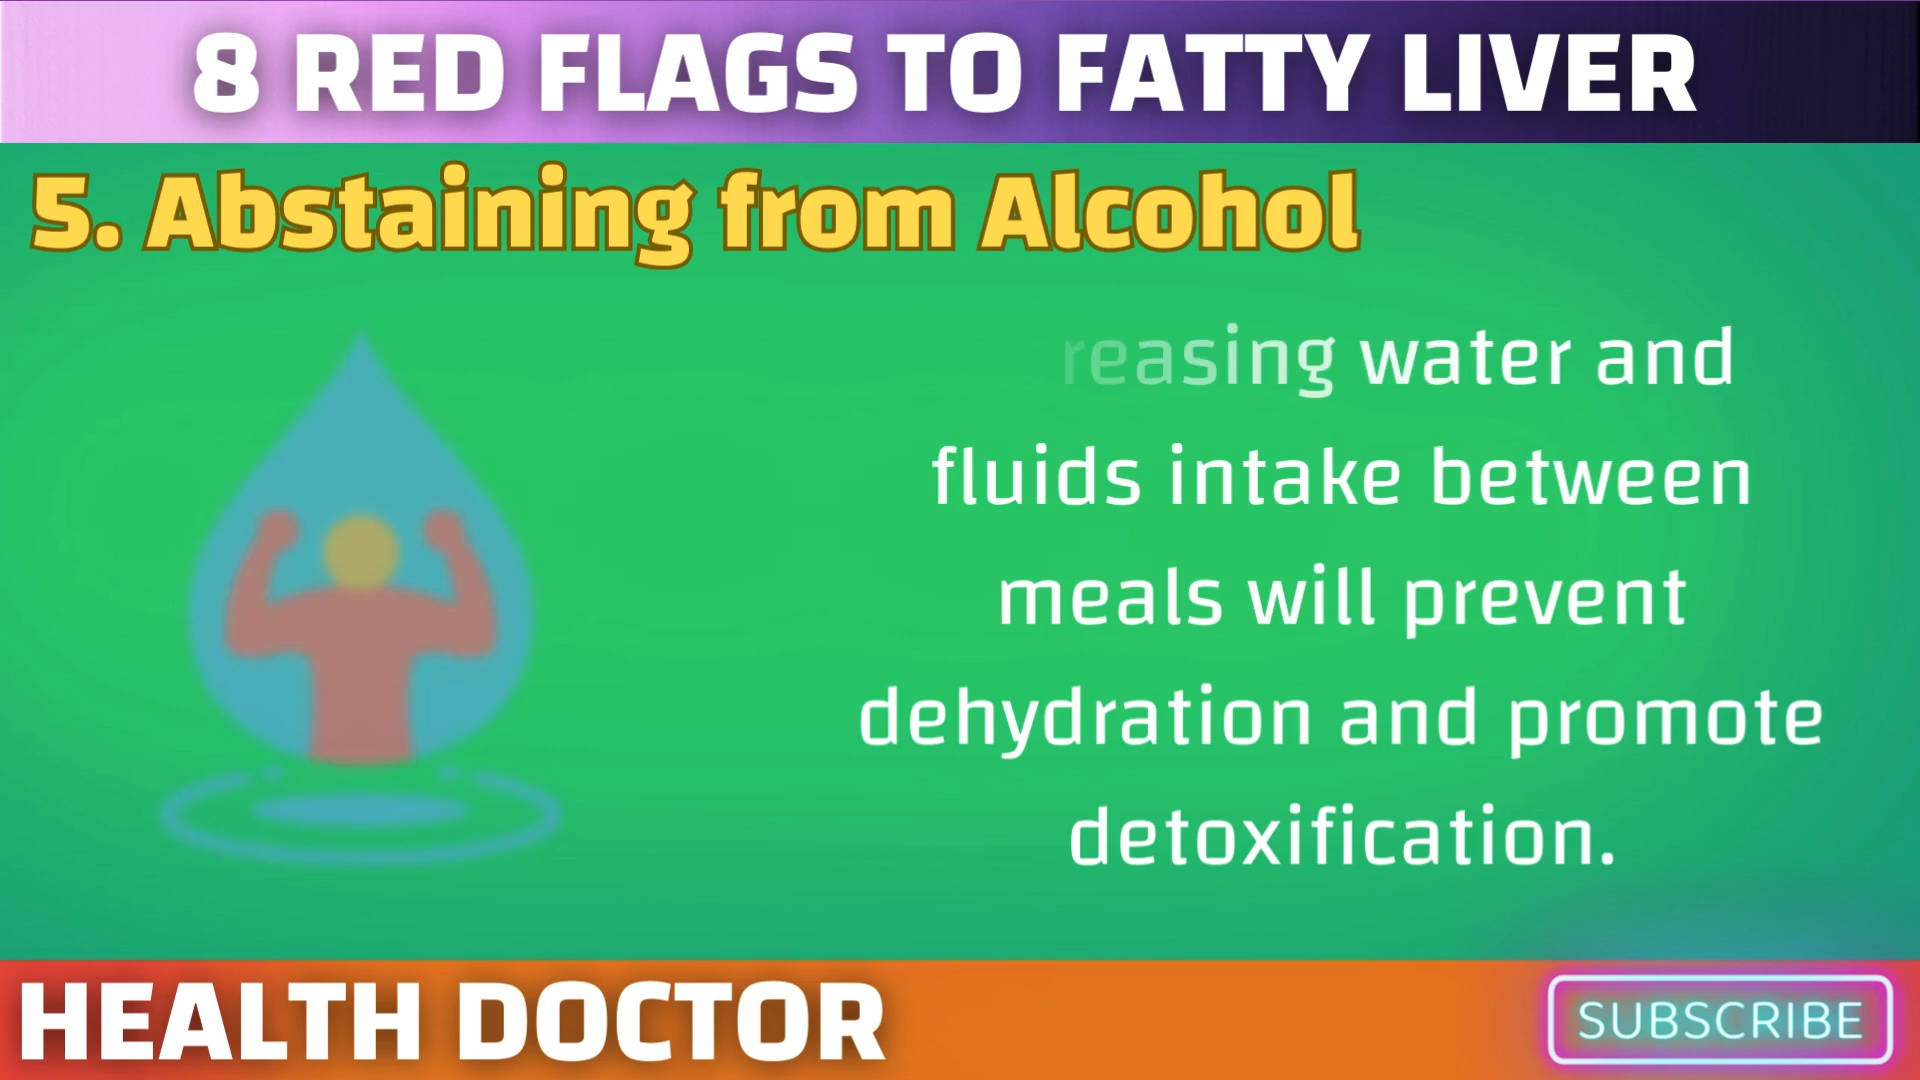 8 RED FLAGS TO FATTY LIVER
5. Abstaining from Alcohol
reasing water and
fluids intake between
meals will prevent
dehydration and promote
detoxification.
HEALTH DOCTOR
SUBSCRIBE